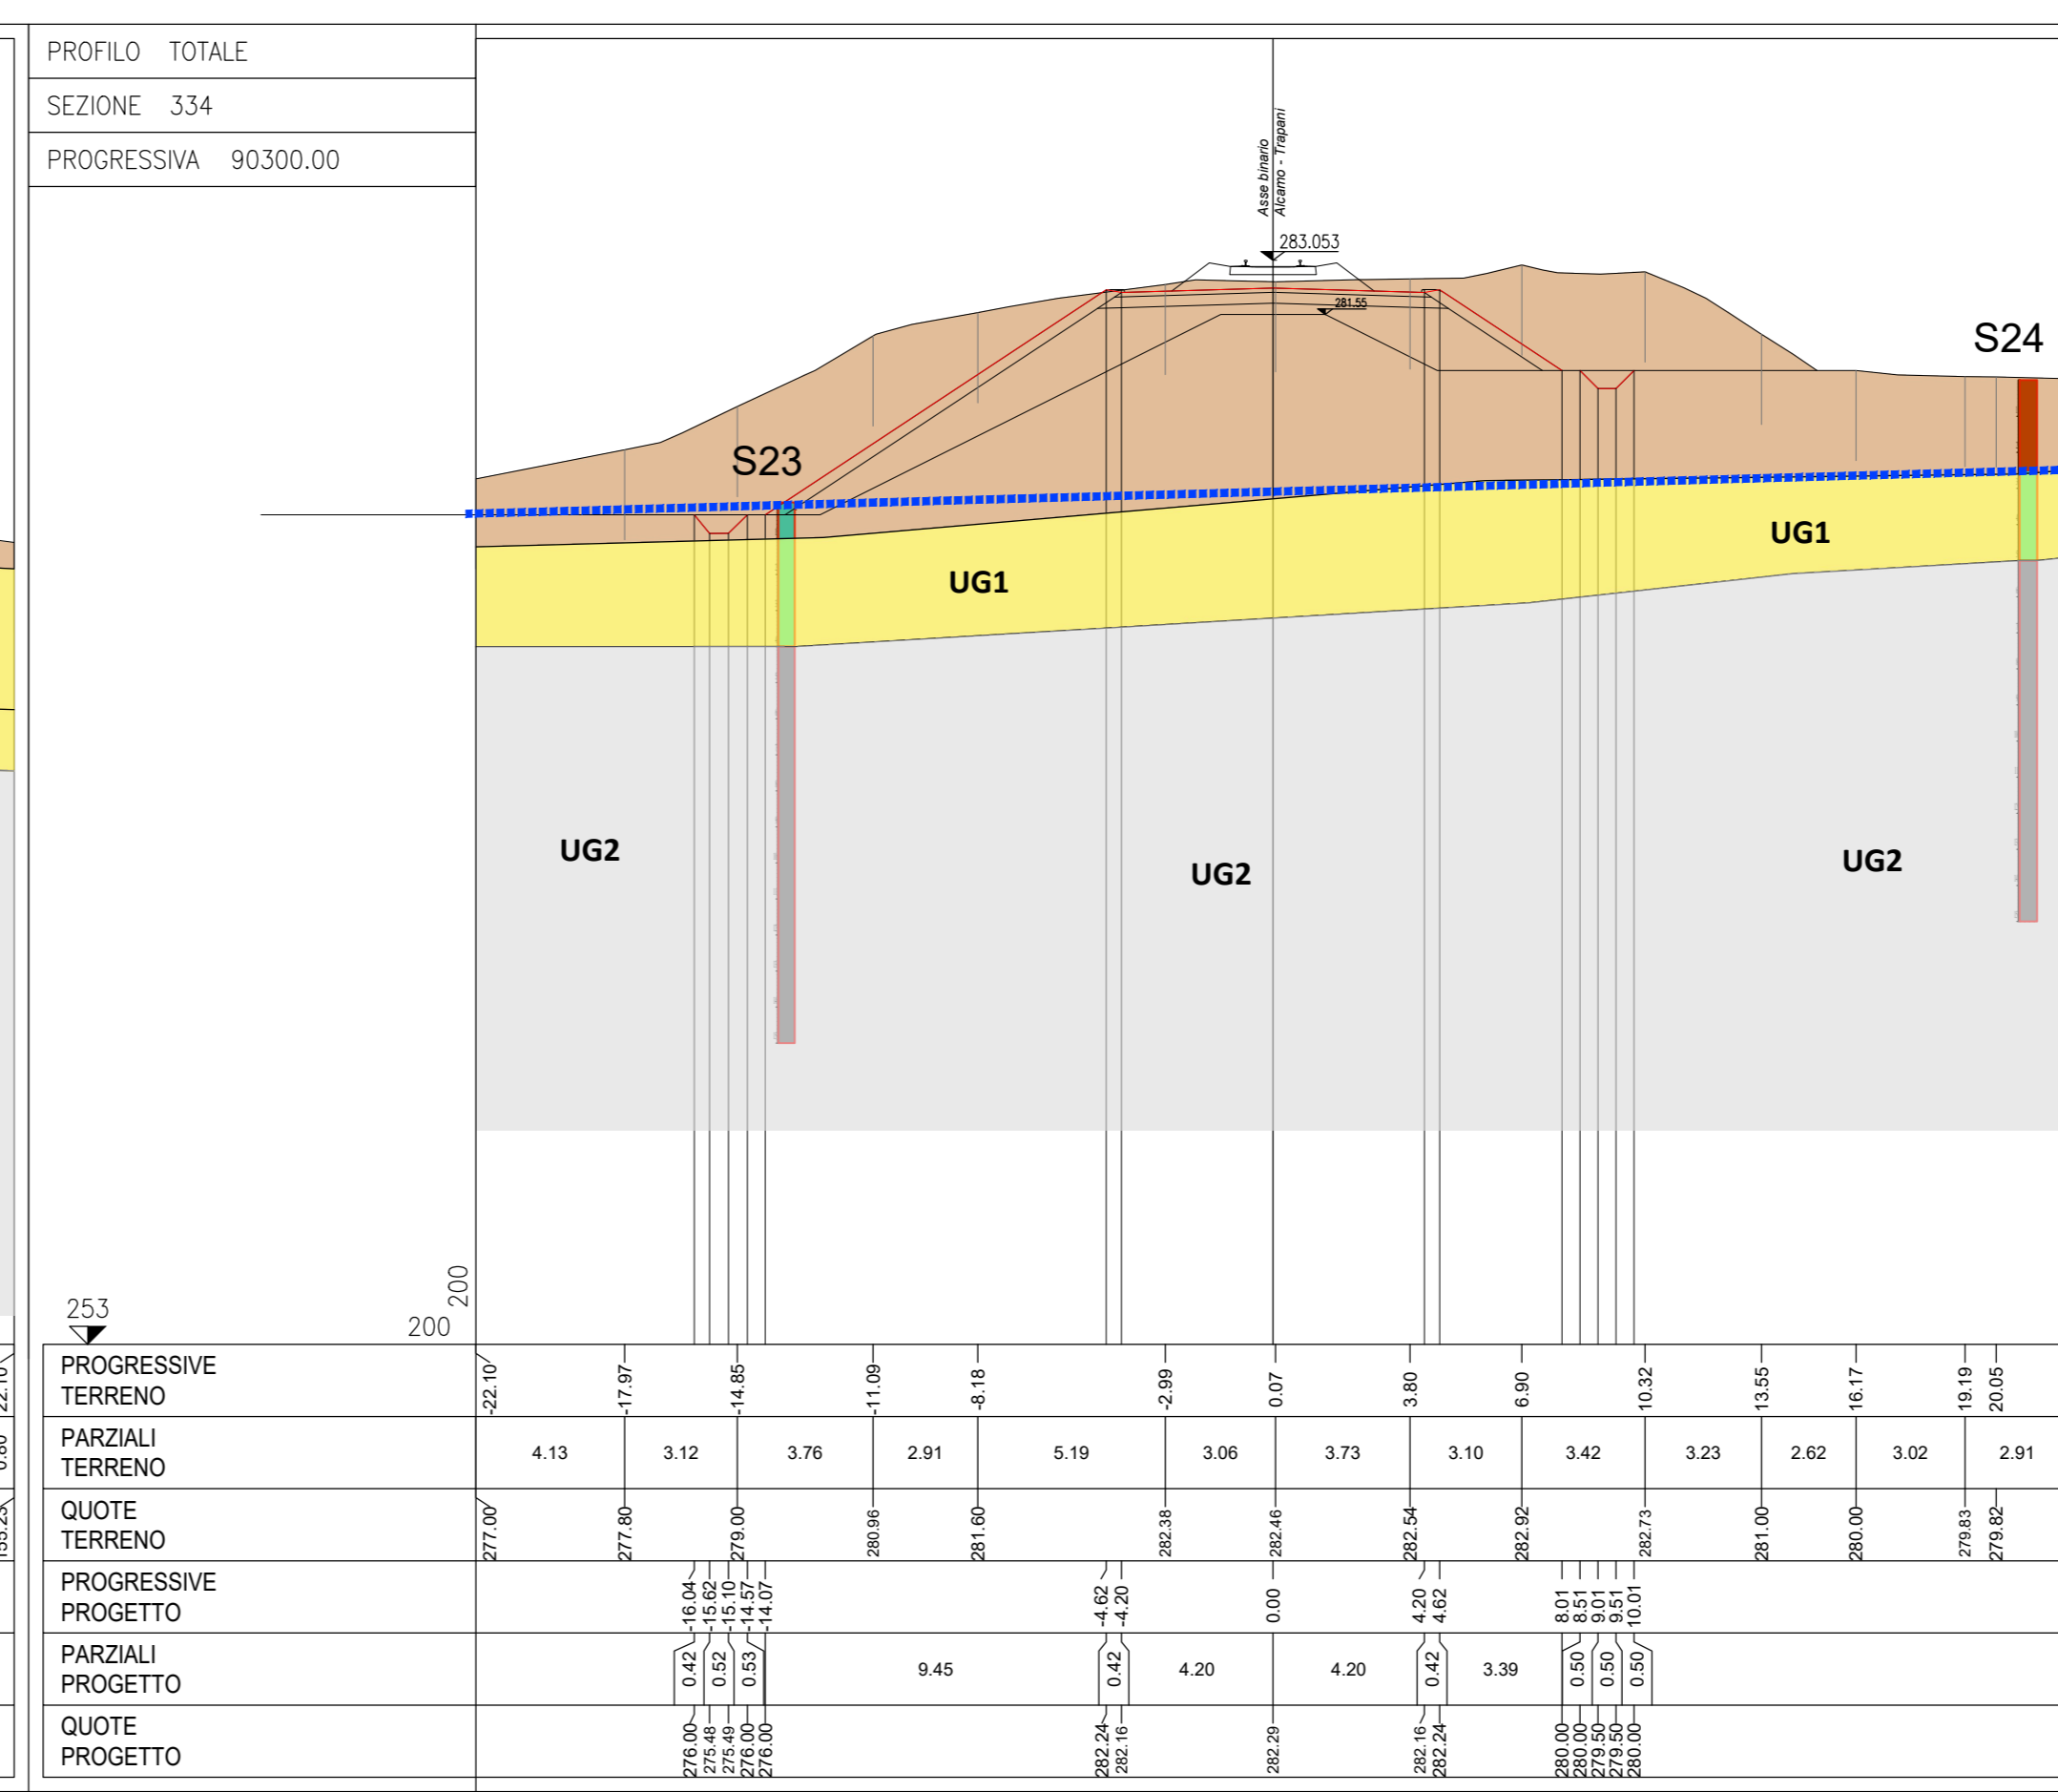 PROFILO TOTALE
SEZIONE 334
PROGRESSIVA 90300.00
Asse binario
Alcamo - Trapani
283.053
281.55
S24
S23
UG1
UG1
UG2
UG2
UG2
200
253
200
PROGRESSIVE
TERRENO
-22.10 -17.97 -14.85 -11.09 -8.18 -2.99 0.07 3.80 6.90 10.32 13.55 16.17 19.19 20.05
PARZIALI
TERRENO
4.13 3.12 3.76 2.91 5.19 3.06 3.73 3.10 3.42 3.23 2.62 3.02 2.91
QUOTE
TERRENO
277.00 277.80 279.00 280.96 281.60 282.38 282.46 282.54 282.92 282.73 281.00 280.00 279.83 279.82
PROGRESSIVE
PROGETTO
-16.04 -15.62 -15.10 -14.57 -14.07 -4.62 -4.20 0.00 4.20 4.62 8.01 8.51 9.01 9.51 10.01
PARZIALI
PROGETTO
0.42 0.52 0.53 9.45 0.42 4.20 4.20 0.42 3.39 0.50 0.50 0.50
QUOTE
PROGETTO
276.00 275.48 275.49 276.00 276.00 282.24 282.16 282.29 282.16 282.24 280.00 280.00 279.50 279.50 280.00